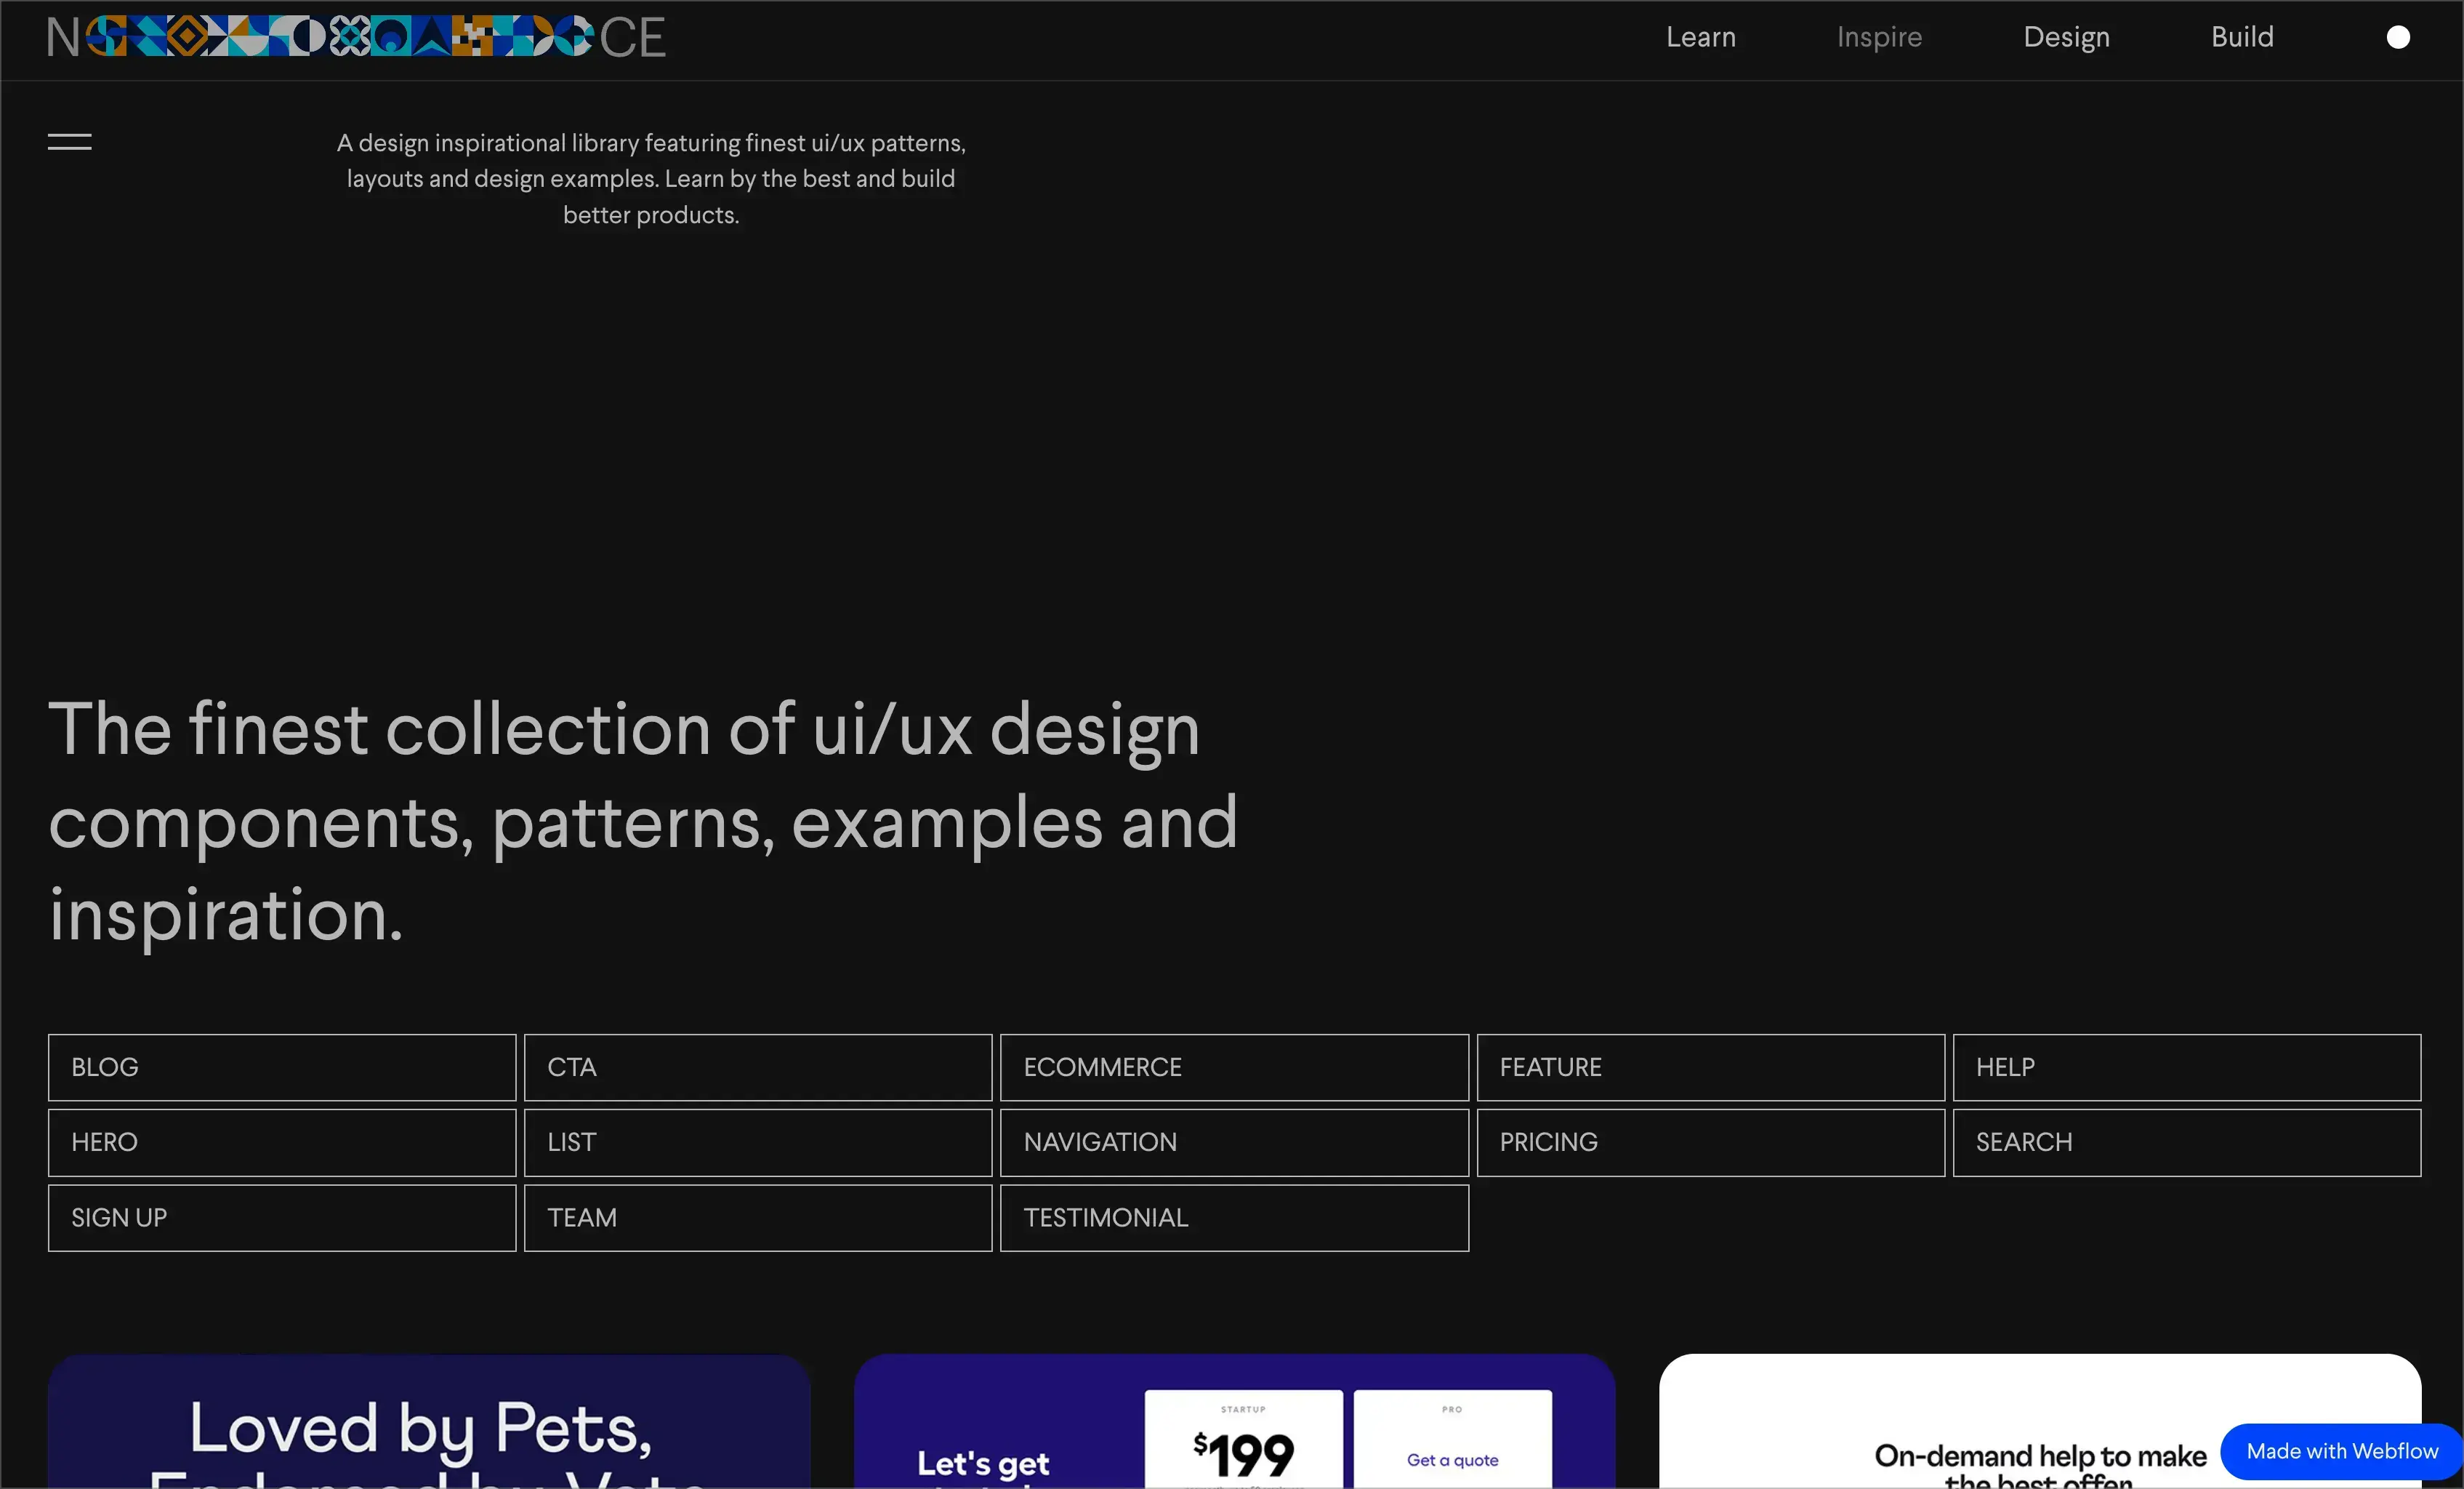 N CE
Learn Inspire Design Build
A design inspirational library featuring finest ui/ux patterns,
layouts and design examples. Learn by the best and build
better products.
The finest collection of ui/ux design
components, patterns, examples and
inspiration.
BLOG CTA ECOMMERCE FEATURE HELP
HERO LIST NAVIGATION PRICING SEARCH
SIGN UP TEAM TESTIMONIAL
Loved by Pets,
Endorsed by Vets
Let's get
STARTUP
$199
PRO
Get a quote
On-demand help to make
the best offer
Made with Webflow